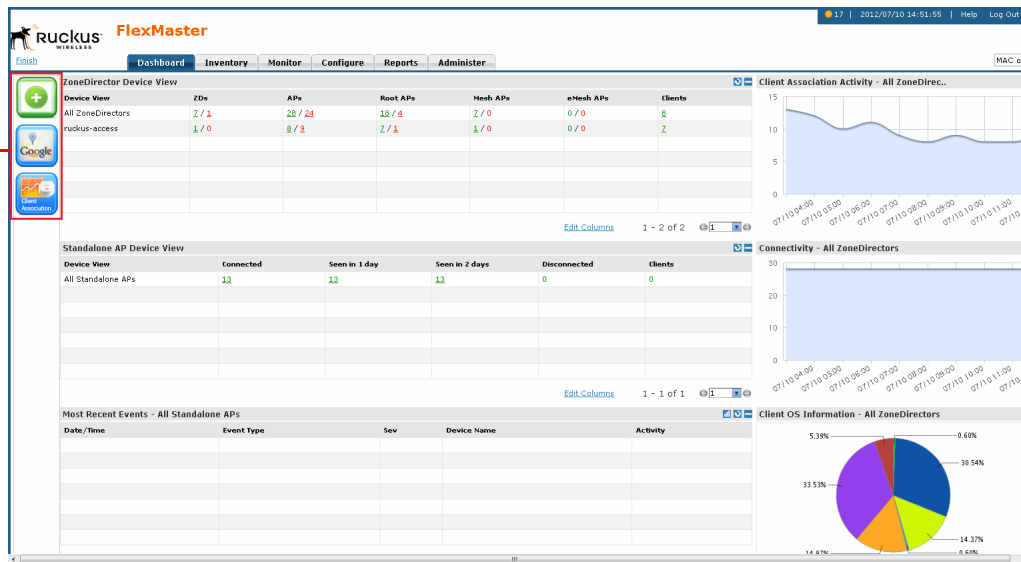 17 | 2012/07/10 14:51:55 | Help Log Out
Ruckus WIRELESS
FlexMaster
Finish
Dashboard Inventory Monitor Configure Reports Administer
MAC o
Google
Client Association
ZoneDirector Device View
Device View ZDs APs Root APs Mesh APs eMesh APs Clients
All ZoneDirectors 7 / 1 28 / 24 18 / 4 7 / 0 0 / 0 8
ruckus-access 1 / 0 8 / 9 7 / 1 1 / 0 0 / 0 7
Edit Columns 1 - 2 of 2 1
Standalone AP Device View
Device View Connected Seen in 1 day Seen in 2 days Disconnected Clients
All Standalone APs 13 13 13 0 0
Edit Columns 1 - 1 of 1 1
Most Recent Events - All Standalone APs
Date/Time Event Type Sev Device Name Activity
Client Association Activity - All ZoneDirec..
15
10
5
0
07/10 04:00 07/10 05:00 07/10 06:00 07/10 07:00 07/10 08:00 07/10 09:00 07/10 10:00 07/10 11:00 07/10
Connectivity - All ZoneDirectors
30
20
10
0
07/10 04:00 07/10 05:00 07/10 06:00 07/10 07:00 07/10 08:00 07/10 09:00 07/10 10:00 07/10 11:00 07/10
Client OS Information - All ZoneDirectors
5.39% 0.60%
30.54%
33.53%
14.37%
14.97% 0.60%